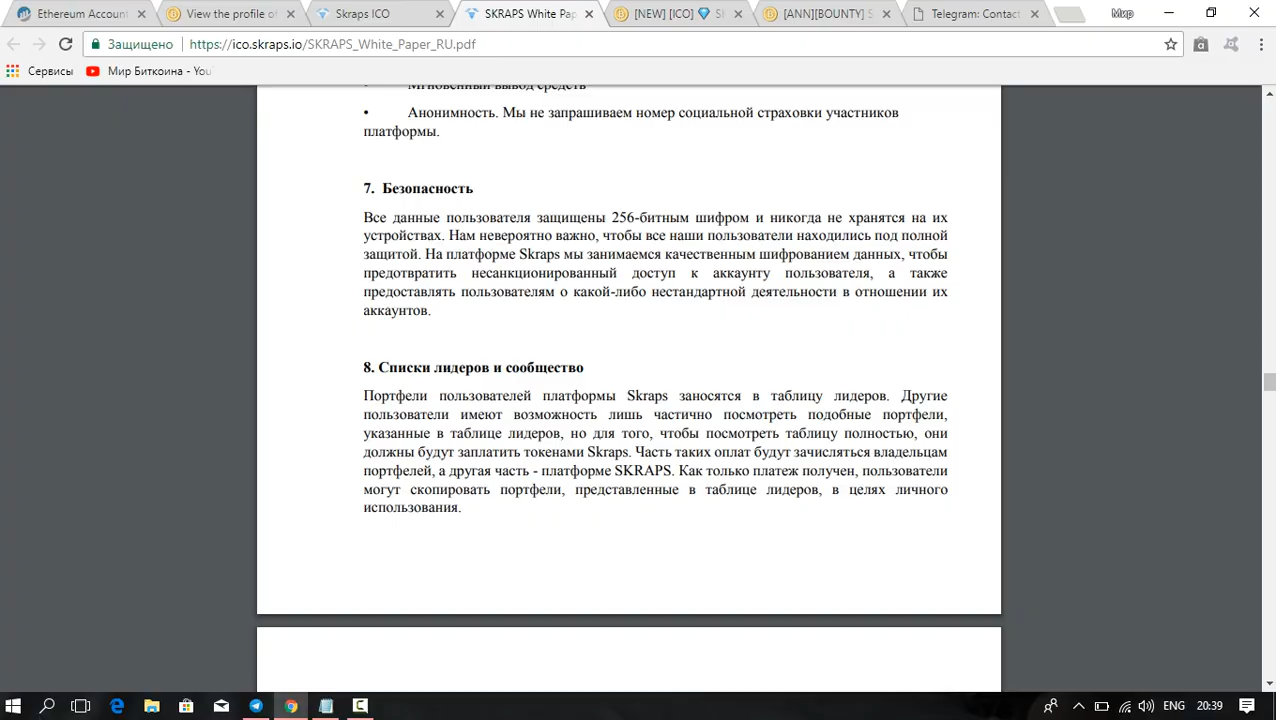 Ethereum Account
View the profile of
Skraps ICO
SKRAPS White Pap
[NEW] [ICO] 💎 Sk
[ANN][BOUNTY] S
Telegram: Contact
Мир
Защищено
https://ico.skraps.io/SKRAPS_White_Paper_RU.pdf
Сервисы
Мир Биткоина - You
• Мгновенный вывод средств
• Анонимность. Мы не запрашиваем номер социальной страховки участников
платформы.
7. Безопасность
Все данные пользователя защищены 256-битным шифром и никогда не хранятся на их
устройствах. Нам невероятно важно, чтобы все наши пользователи находились под полной
защитой. На платформе Skraps мы занимаемся качественным шифрованием данных, чтобы
предотвратить несанкционированный доступ к аккаунту пользователя, а также
предоставлять пользователям о какой-либо нестандартной деятельности в отношении их
аккаунтов.
8. Списки лидеров и сообщество
Портфели пользователей платформы Skraps заносятся в таблицу лидеров. Другие
пользователи имеют возможность лишь частично посмотреть подобные портфели,
указанные в таблице лидеров, но для того, чтобы посмотреть таблицу полностью, они
должны будут заплатить токенами Skraps. Часть таких оплат будут зачисляться владельцам
портфелей, а другая часть - платформе SKRAPS. Как только платеж получен, пользователи
могут скопировать портфели, представленные в таблице лидеров, в целях личного
использования.
ENG
20:39